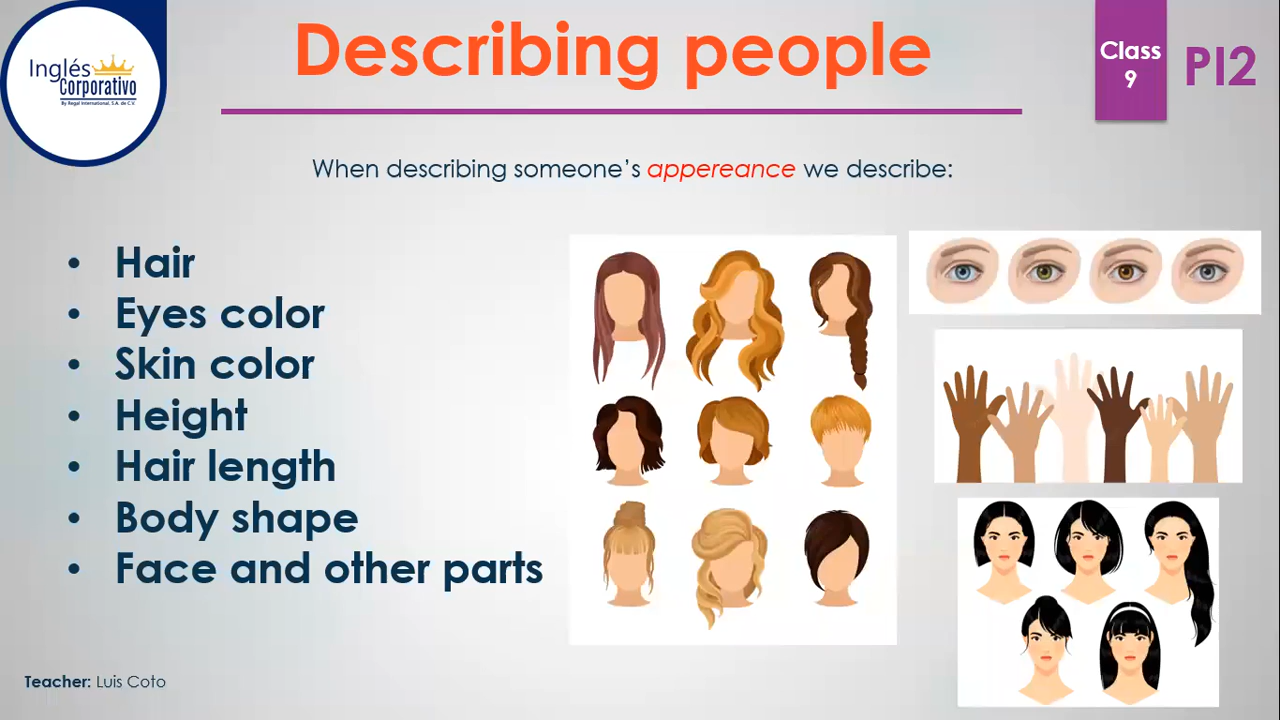 Inglés
Corporativo
By Regal International, S.A. de C.V.
Describing people
Class
9
PI2
When describing someone's appereance we describe:
• Hair
• Eyes color
• Skin color
• Height
• Hair length
• Body shape
• Face and other parts
Teacher: Luis Coto